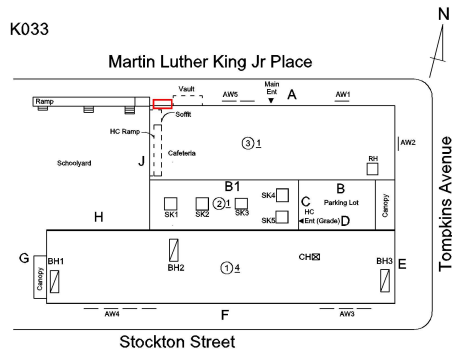 K033
N
Martin Luther King Jr Place
Ramp
Vault
AW5
Main
Ent
A
AW1
Soffit
HC Ramp
Cafeteria
3 1
RH
AW2
J
Schoolyard
Tompkins Avenue
B1
B
SK4
C
Parking Lot
Canopy
SK1
SK2
2 1
SK3
SK5
HC
Ent (Grade)
D
H
G
Canopy
BH1
BH2
1 4
CH
BH3
E
AW4
F
AW3
Stockton Street